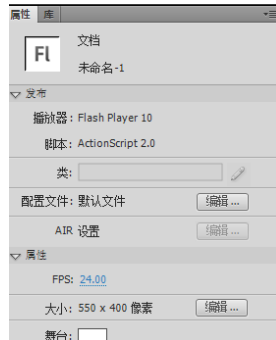 属性 库
Fl
文档
未命名-1
发布
播放器: Flash Player 10
脚本: ActionScript 2.0
类:
配置文件: 默认文件 编辑...
AIR 设置 编辑...
属性
FPS: 24.00
大小: 550 x 400 像素 编辑...
舞台: